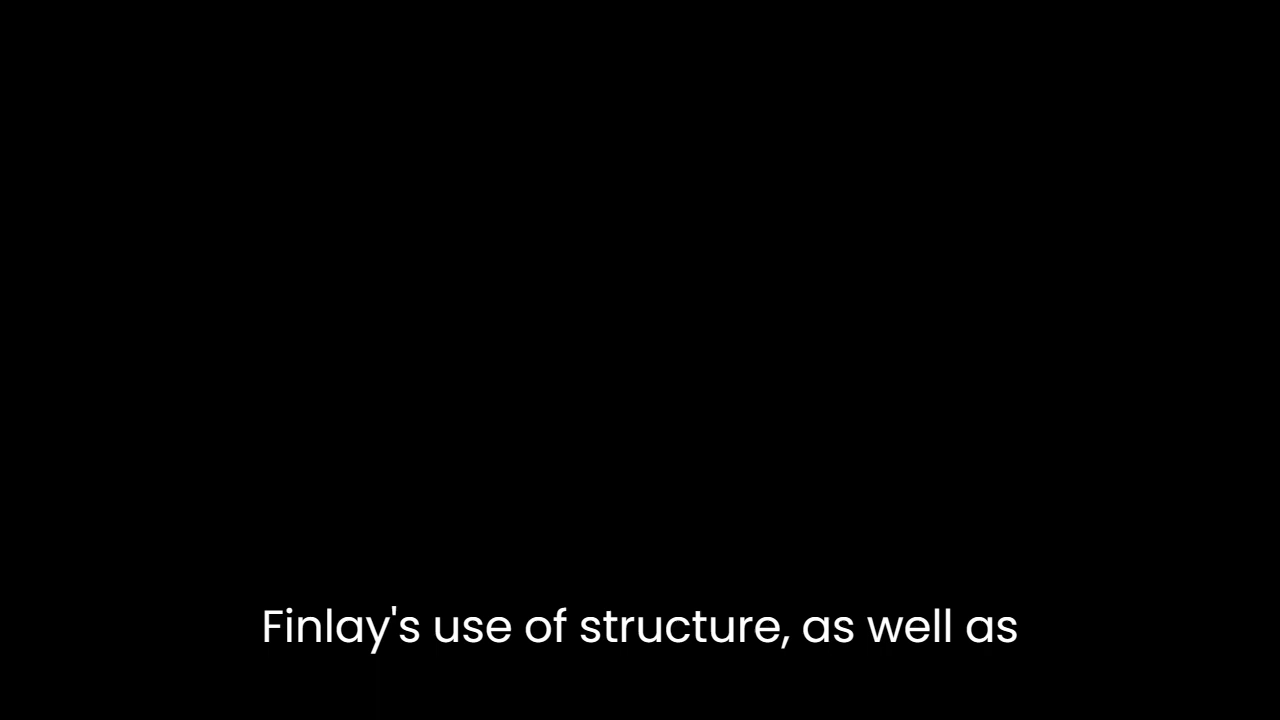 Finlay's use of structure, as well as